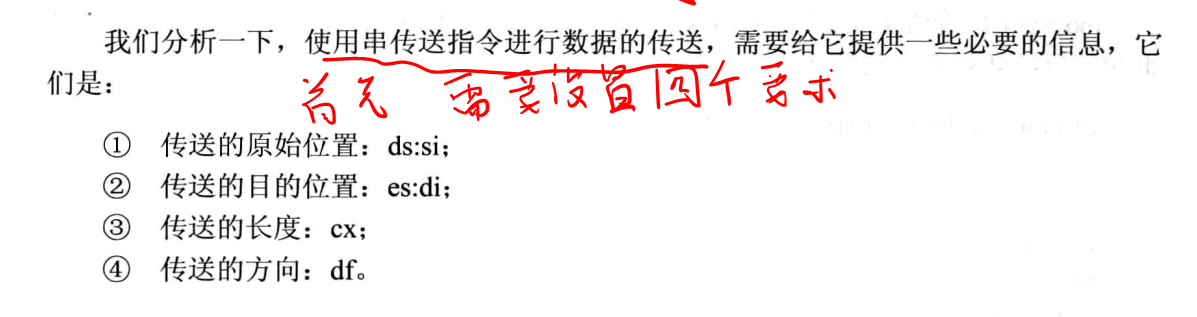 我们分析一下，使用串传送指令进行数据的传送，需要给它提供一些必要的信息，它
们是：
首先 需要设置四个要求
① 传送的原始位置：ds:si；
② 传送的目的位置：es:di；
③ 传送的长度：cx；
④ 传送的方向：df。